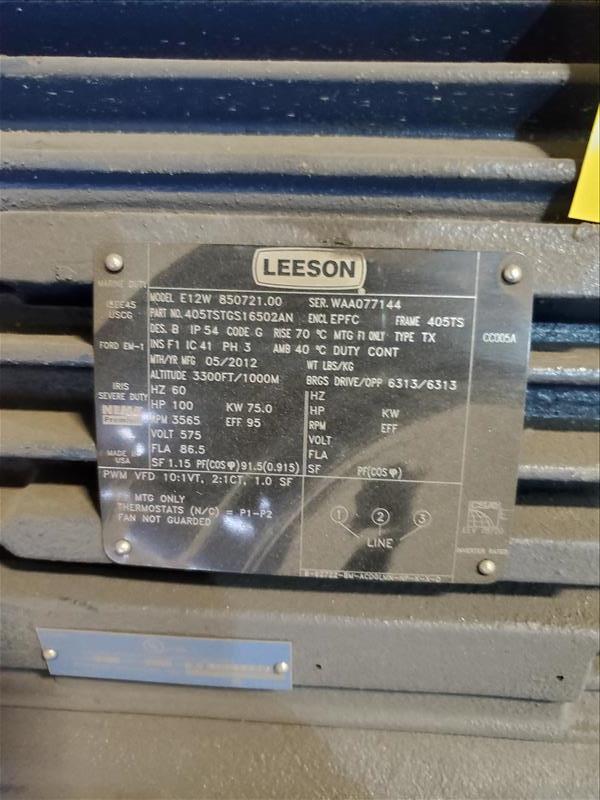 LEESON
MARINE DUTY
IEEE45
USCG
FORD EM-1
IRIS
SEVERE DUTY
NEMA
Premium
MADE IN
USA
MODEL E12W 850721.00 SER. WAA077144
PART NO. 405TSTGS16502AN ENCL EPFC FRAME 405TS
DES. B IP 54 CODE G RISE 70 °C MTG F1 ONLY TYPE TX
INS F1 IC 41 PH 3 AMB 40 °C DUTY CONT
MTH/YR MFG 05/2012 WT LBS/KG
ALTITUDE 3300FT/1000M BRGS DRIVE/OPP 6313/6313
HZ 60
HP 100 KW 75.0
RPM 3565 EFF 95
VOLT 575
FLA 86.5
SF 1.15 PF(COS φ) 91.5(0.915)
HZ
HP KW
RPM EFF
VOLT
FLA
SF PF(COS φ)
CC005A
PWM VFD 10:1VT, 2:1CT, 1.0 SF
MTG ONLY
THERMOSTATS (N/C) = P1-P2
FAN NOT GUARDED
1 2 3
LINE
INVERTER RATED